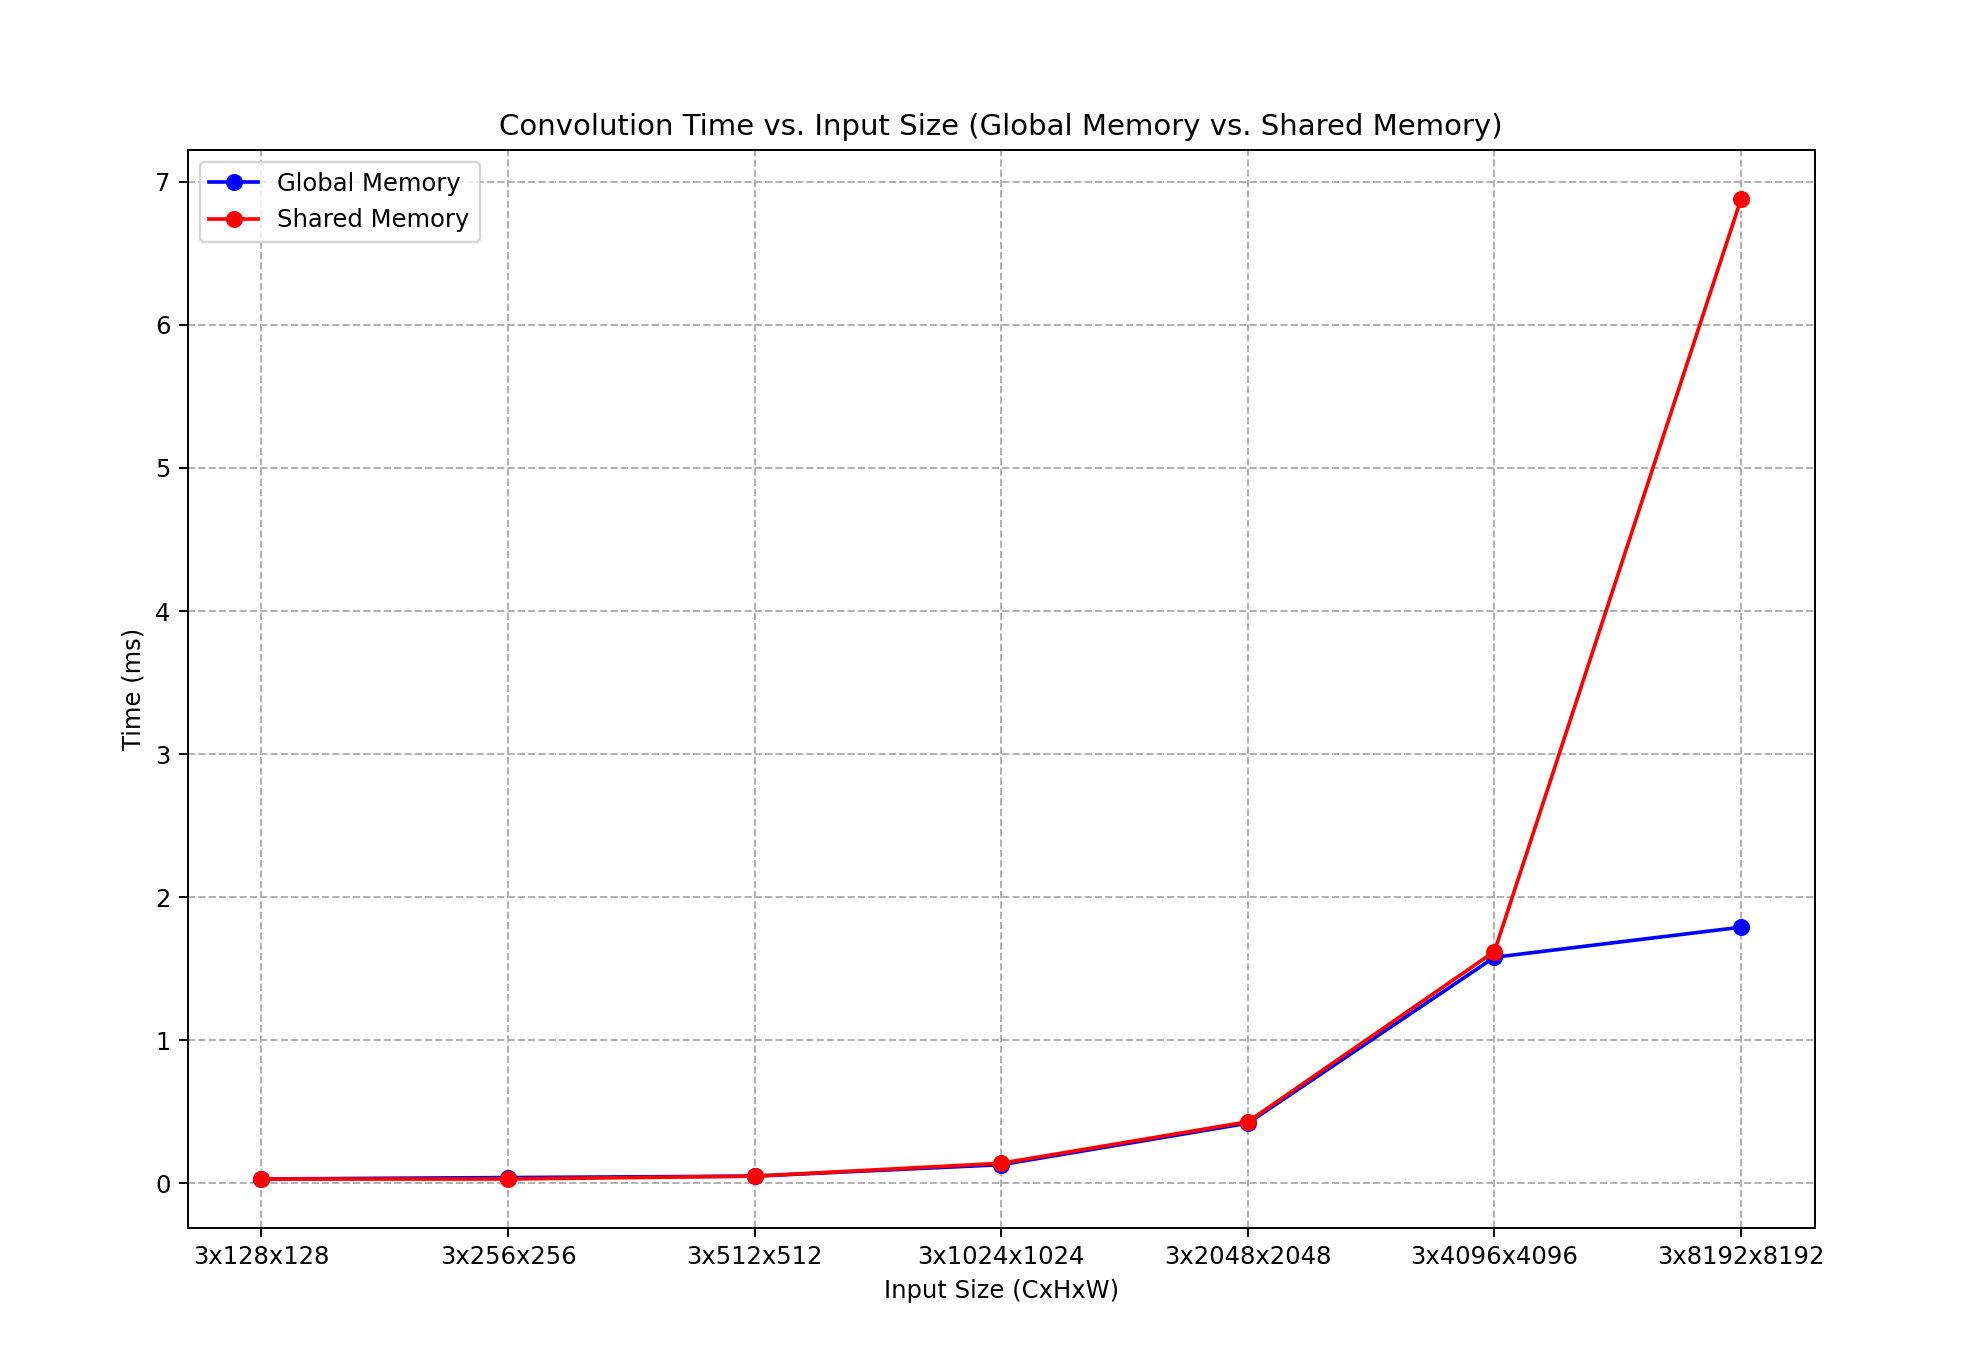 Convolution Time vs. Input Size (Global Memory vs. Shared Memory)
Global Memory
Shared Memory
7
6
5
4
3
2
1
0
Time (ms)
3x128x128 3x256x256 3x512x512 3x1024x1024 3x2048x2048 3x4096x4096 3x8192x8192
Input Size (CxHxW)